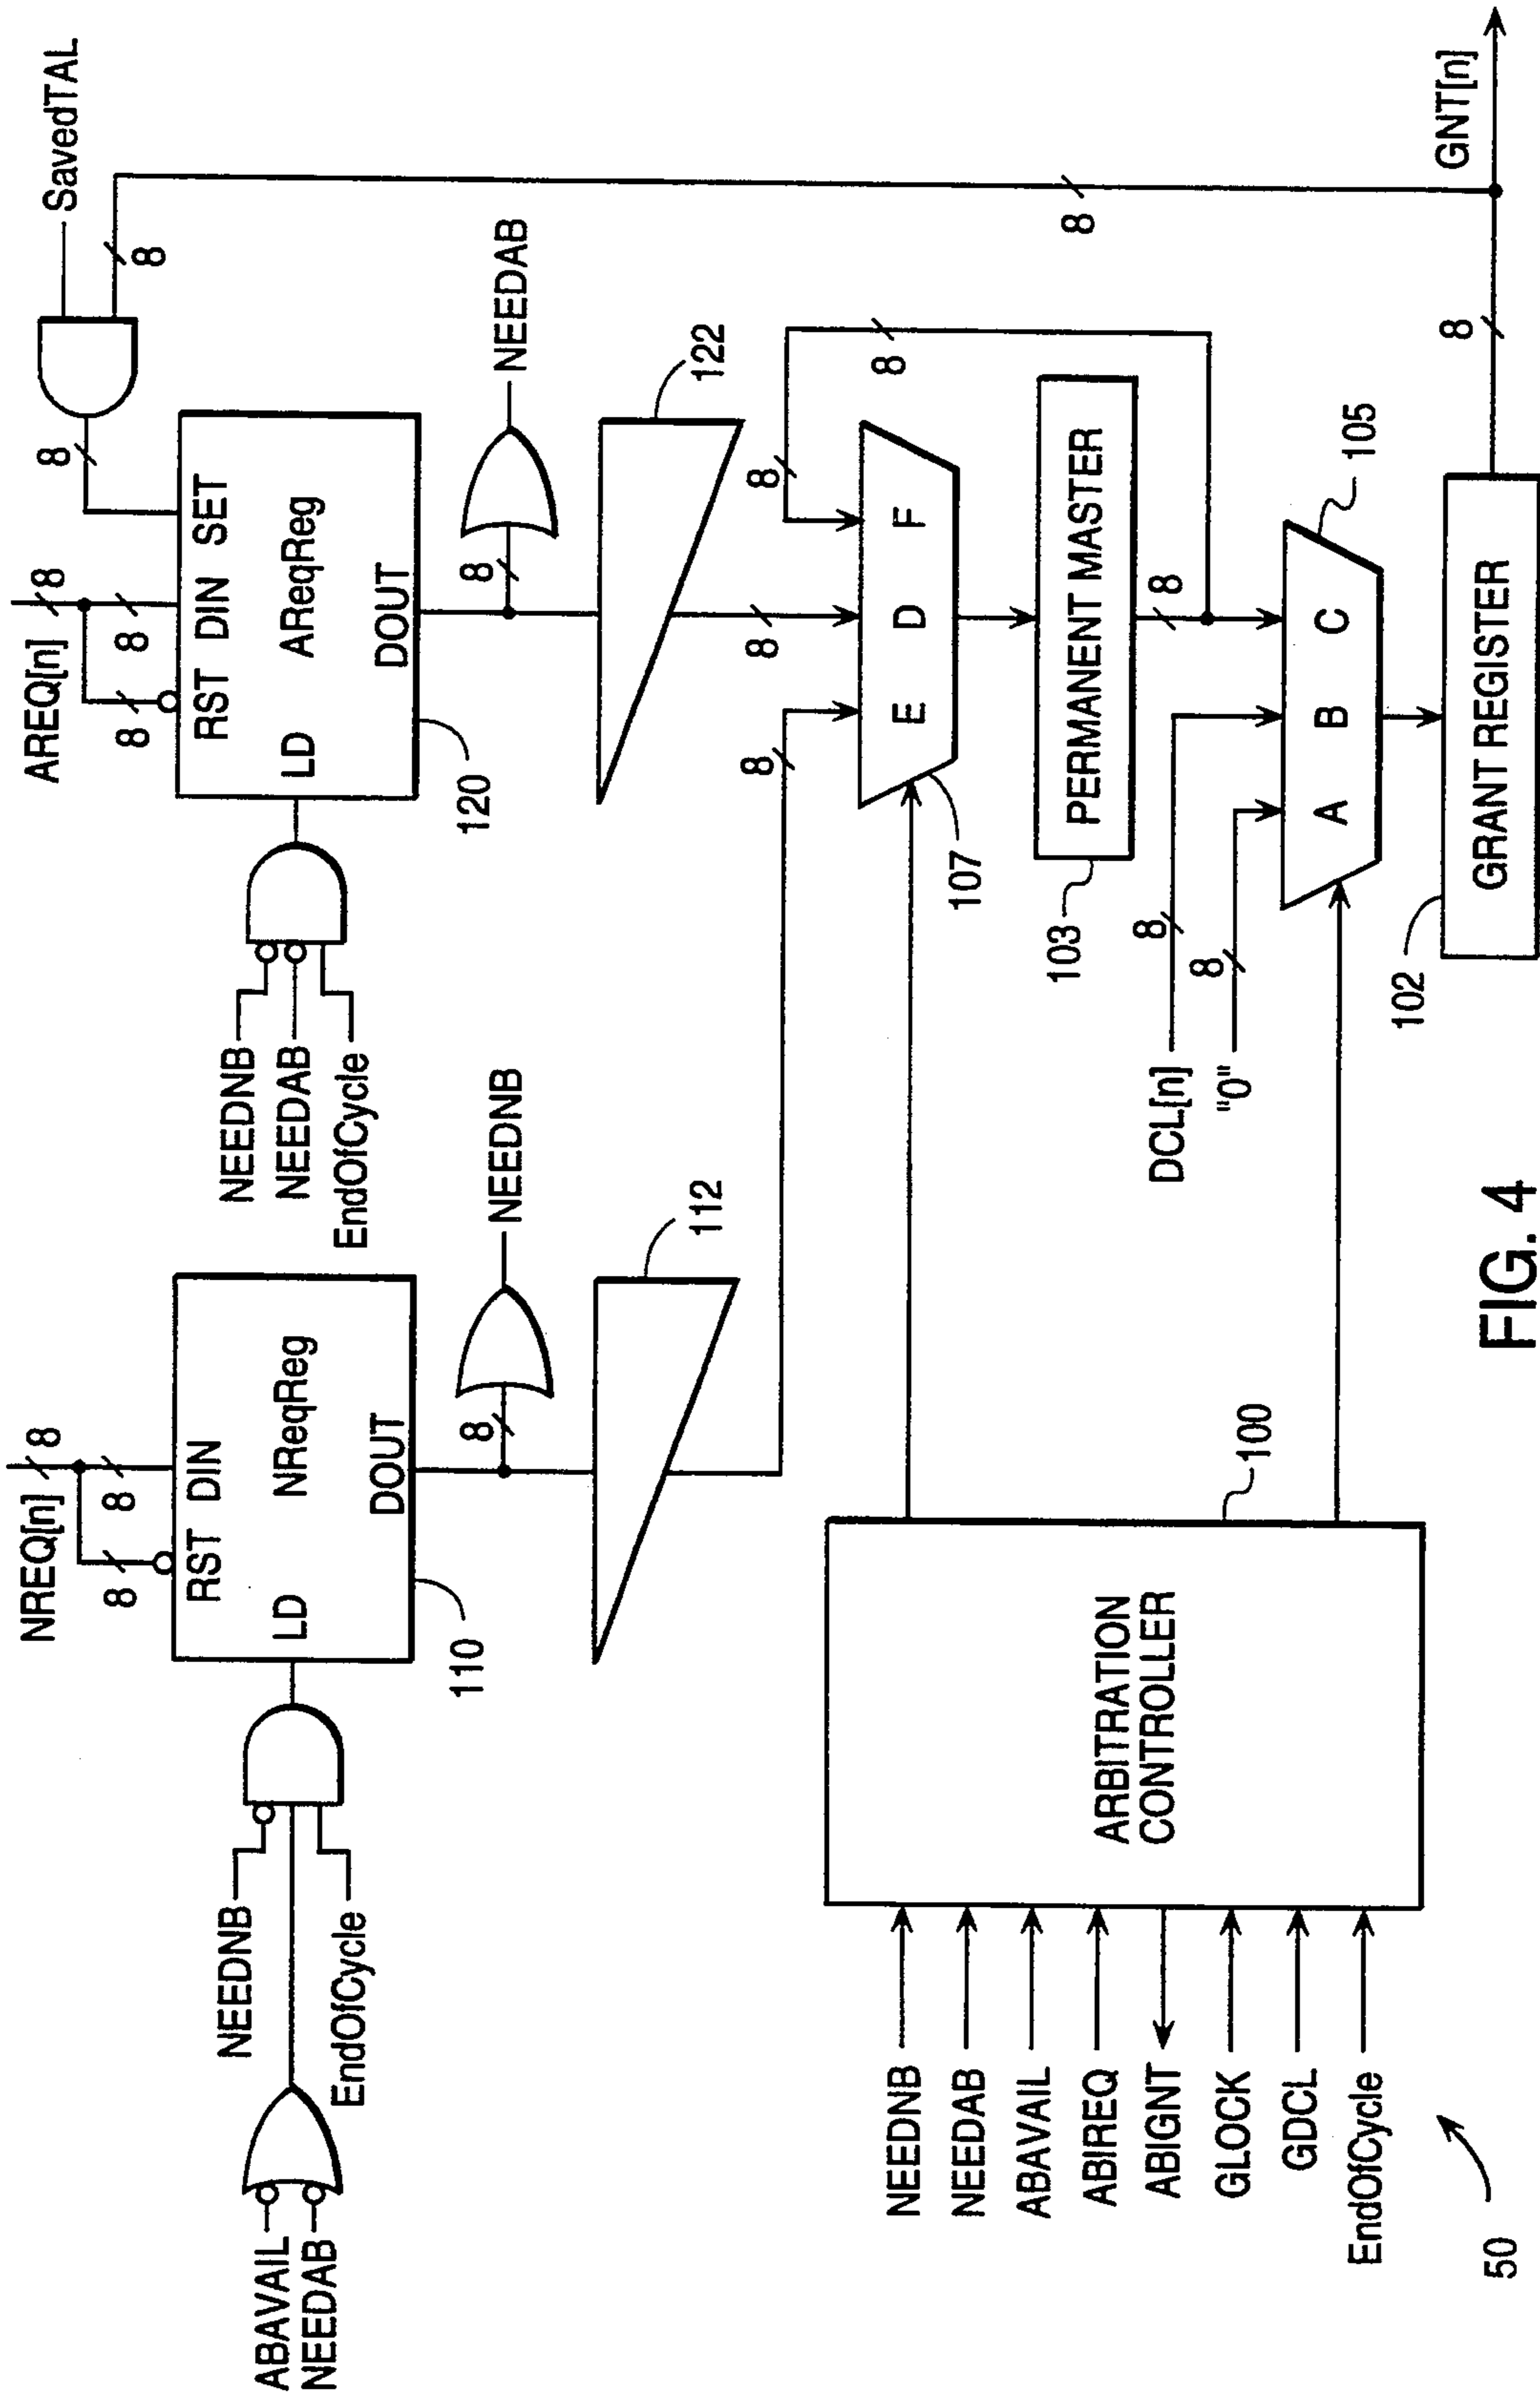 NREQ[n]
8
8
8
RST DIN
LD
NReqReg
DOUT
110
NEEDNB
EndOfCycle
ABAVAIL
NEEDAB
8
NEEDNB
112
AREQ[n]
8
8
8
RST DIN SET
LD
AReqReg
DOUT
120
NEEDNB
NEEDAB
EndOfCycle
8
SavedTAL
8
8
NEEDAB
122
8
8
8
8
E D F
107
PERMANENT MASTER
103
8
DCL[n]
8
"0"
8
A B C
105
GRANT REGISTER
102
8
8
GNT[n]
ARBITRATION
CONTROLLER
100
NEEDNB
NEEDAB
ABAVAIL
ABIREQ
ABIGNT
GLOCK
GDCL
EndOfCycle
50
FIG. 4